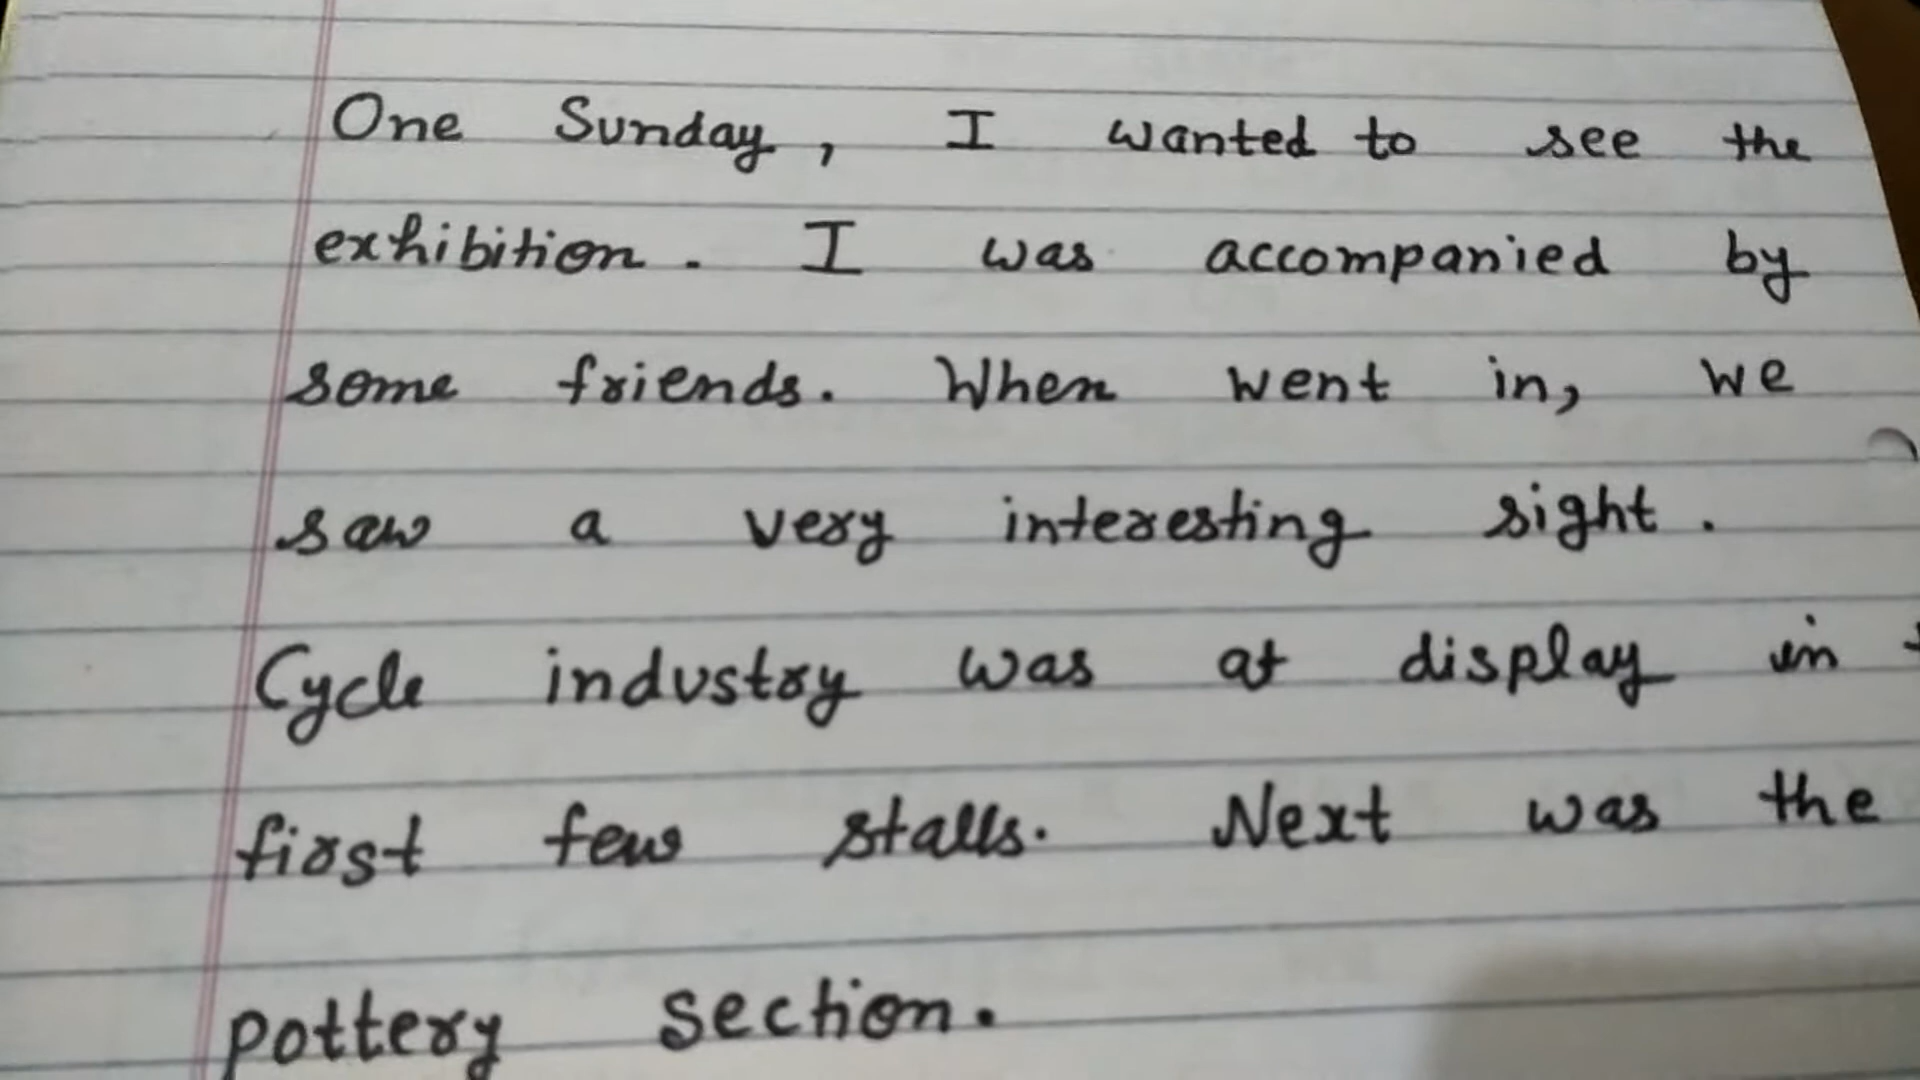 One Sunday, I wanted to see the
exhibition. I was accompanied by
some friends. When went in, we
saw a very interesting sight.
Cycle industry was at display in
first few stalls. Next was the
pottery section.